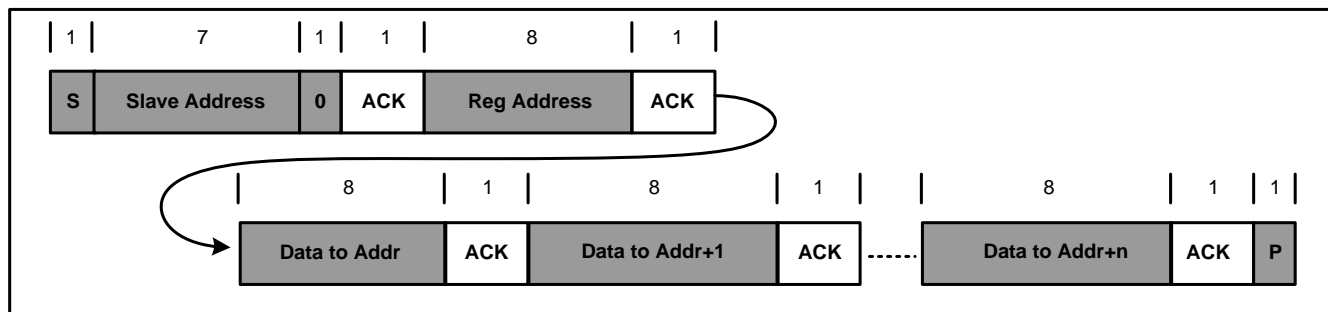 1 7 1 1 8 1
S Slave Address 0 ACK Reg Address ACK
8 1 8 1 8 1 1
Data to Addr ACK Data to Addr+1 ACK Data to Addr+n ACK P